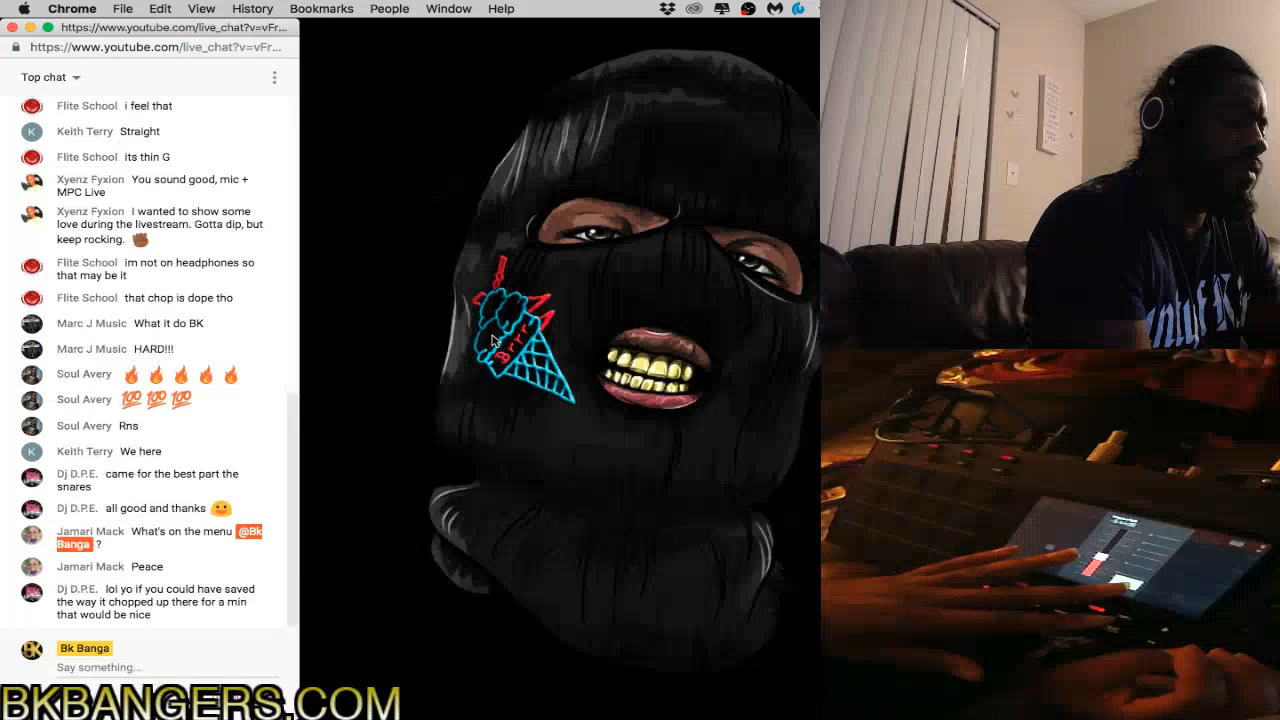 Chrome File Edit View History Bookmarks People Window Help
https://www.youtube.com/live_chat?v=vFr...
https://www.youtube.com/live_chat?v=vFr...
Top chat
Flite School i feel that
Keith Terry Straight
Flite School its thin G
Xyenz Fyxion You sound good, mic +
MPC Live
Xyenz Fyxion I wanted to show some
love during the livestream. Gotta dip, but
keep rocking.
Flite School im not on headphones so
that may be it
Flite School that chop is dope tho
Marc J Music What it do BK
Marc J Music HARD!!!
Soul Avery
Soul Avery 100 100 100
Soul Avery Rns
Keith Terry We here
Dj D.P.E. came for the best part the
snares
Dj D.P.E. all good and thanks
Jamari Mack What's on the menu @Bk
Banga ?
Jamari Mack Peace
Dj D.P.E. lol yo if you could have saved
the way it chopped up there for a min
that would be nice
Bk Banga
Say something...
BKBANGERS.COM
Brrr